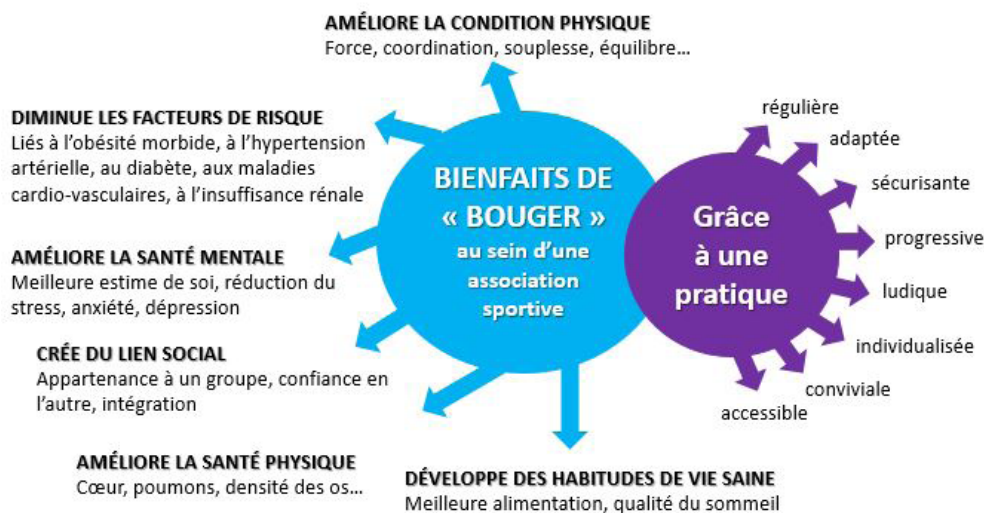 AMÉLIORE LA CONDITION PHYSIQUE
Force, coordination, souplesse, équilibre…
DIMINUE LES FACTEURS DE RISQUE
Liés à l'obésité morbide, à l'hypertension
artérielle, au diabète, aux maladies
cardio-vasculaires, à l'insuffisance rénale
AMÉLIORE LA SANTÉ MENTALE
Meilleure estime de soi, réduction du
stress, anxiété, dépression
CRÉE DU LIEN SOCIAL
Appartenance à un groupe, confiance en
l'autre, intégration
AMÉLIORE LA SANTÉ PHYSIQUE
Cœur, poumons, densité des os…
DÉVELOPPE DES HABITUDES DE VIE SAINE
Meilleure alimentation, qualité du sommeil
BIENFAITS DE
« BOUGER »
au sein d'une
association
sportive
Grâce
à une
pratique
régulière
adaptée
sécurisante
progressive
ludique
individualisée
conviviale
accessible